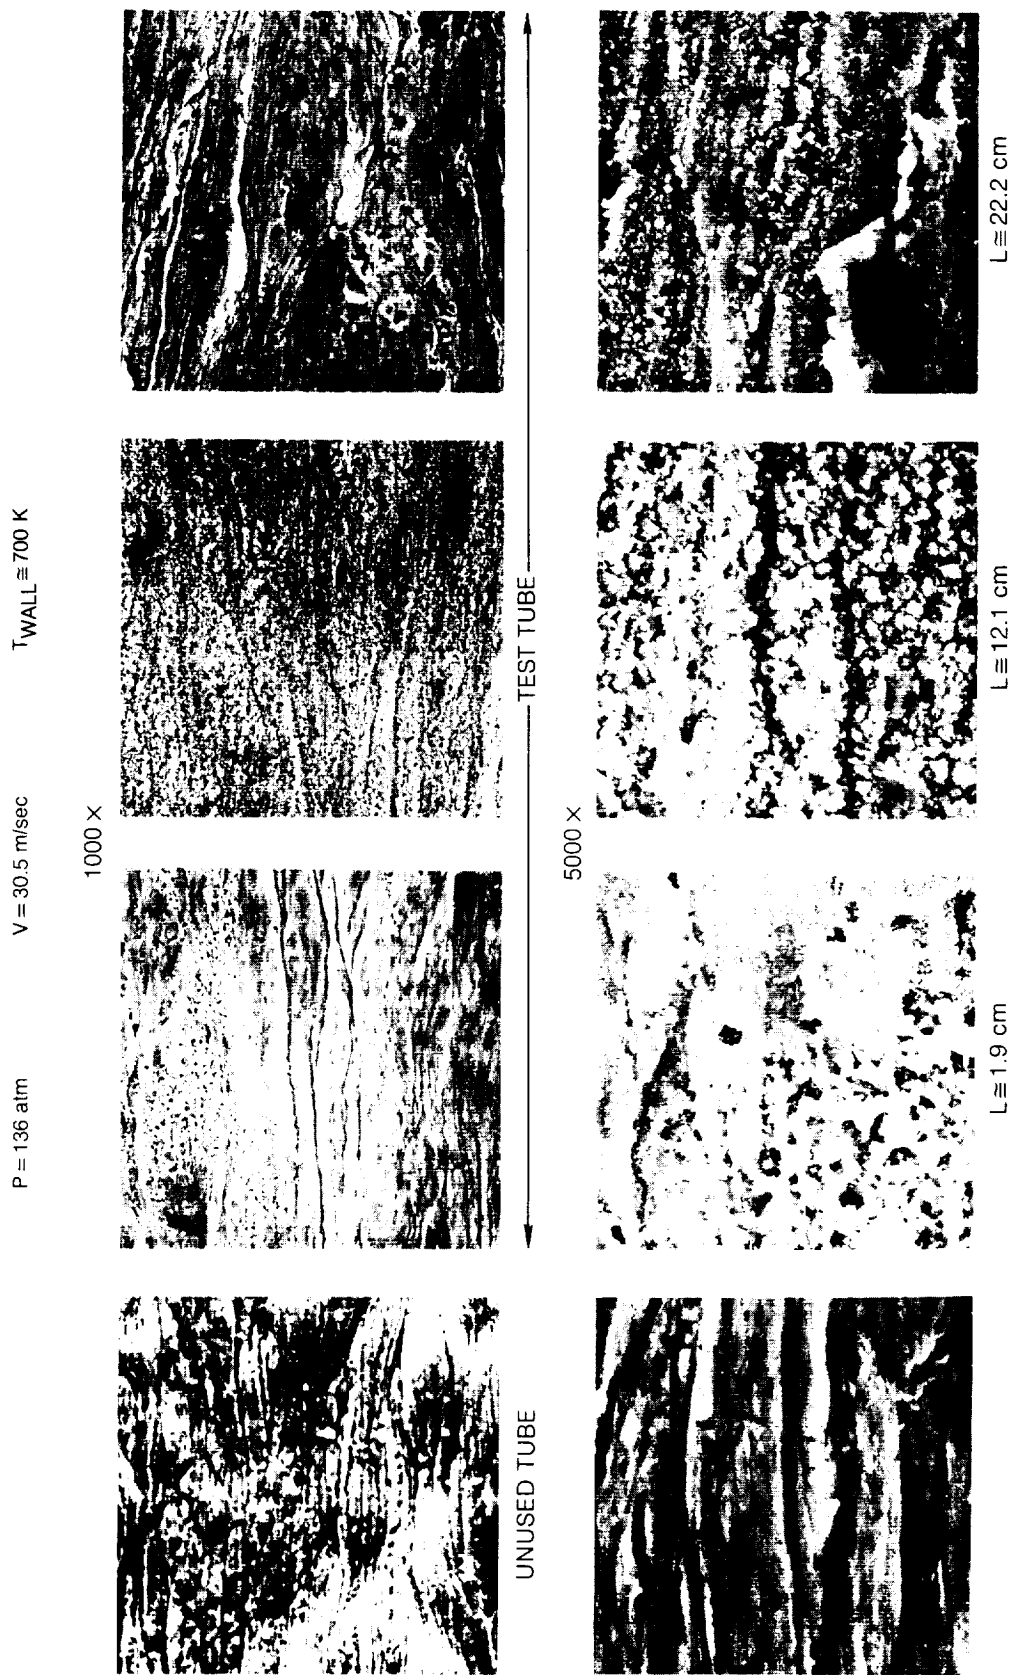 P = 136 atm V = 30.5 m/sec TWALL ≅ 700 K
1000 ×
UNUSED TUBE TEST TUBE
5000 ×
L ≅ 1.9 cm L ≅ 12.1 cm L ≅ 22.2 cm